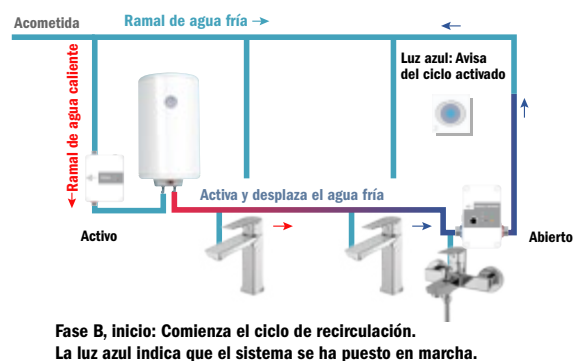 Acometida
Ramal de agua fría →
Ramal de agua caliente
Luz azul: Avisa
del ciclo activado
Activa y desplaza el agua fría
Activo
Abierto
Fase B, inicio: Comienza el ciclo de recirculación.
La luz azul indica que el sistema se ha puesto en marcha.